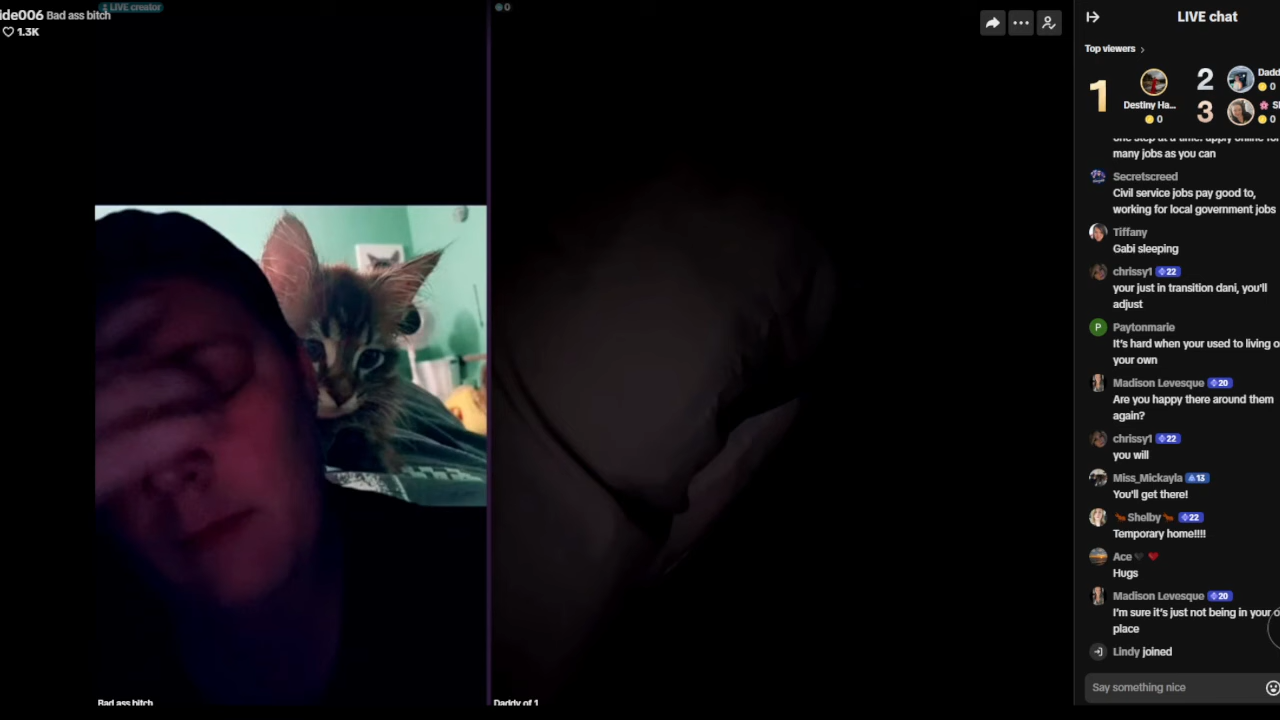 LIVE creator
ide006 Bad ass bitch
1.3K
0
LIVE chat
Top viewers
1
Destiny Ha...
0
2
Dadd
0
3
0
one step at a time. apply online for
many jobs as you can
Secretscreed
Civil service jobs pay good to,
working for local government jobs
Tiffany
Gabi sleeping
chrissy1 22
your just in transition dani, you'll
adjust
P Paytonmarie
It's hard when your used to living o
your own
Madison Levesque 20
Are you happy there around them
again?
chrissy1 22
you will
Miss_Mickayla 13
You'll get there!
Shelby 22
Temporary home!!!!
Ace
Hugs
Madison Levesque 20
I'm sure it's just not being in your o
place
Lindy joined
Say something nice
Bad ass bitch
Daddy of 1